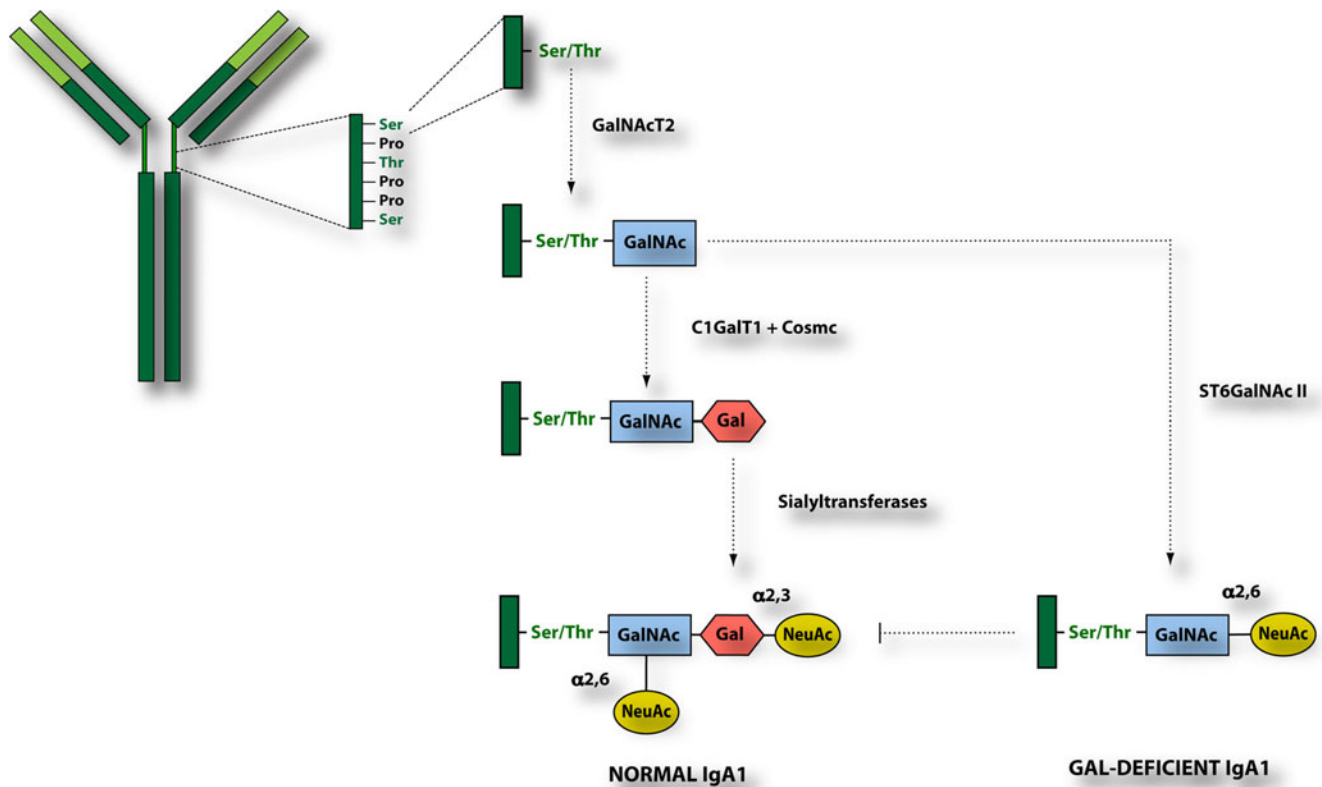 Ser/Thr
Ser
Pro
Thr
Pro
Pro
Ser
GalNAcT2
Ser/Thr GalNAc
C1GalT1 + Cosmc
Ser/Thr GalNAc Gal
ST6GalNAc II
Sialyltransferases
α2,3
α2,6
Ser/Thr GalNAc Gal NeuAc
Ser/Thr GalNAc NeuAc
α2,6
NeuAc
NORMAL IgA1
GAL-DEFICIENT IgA1